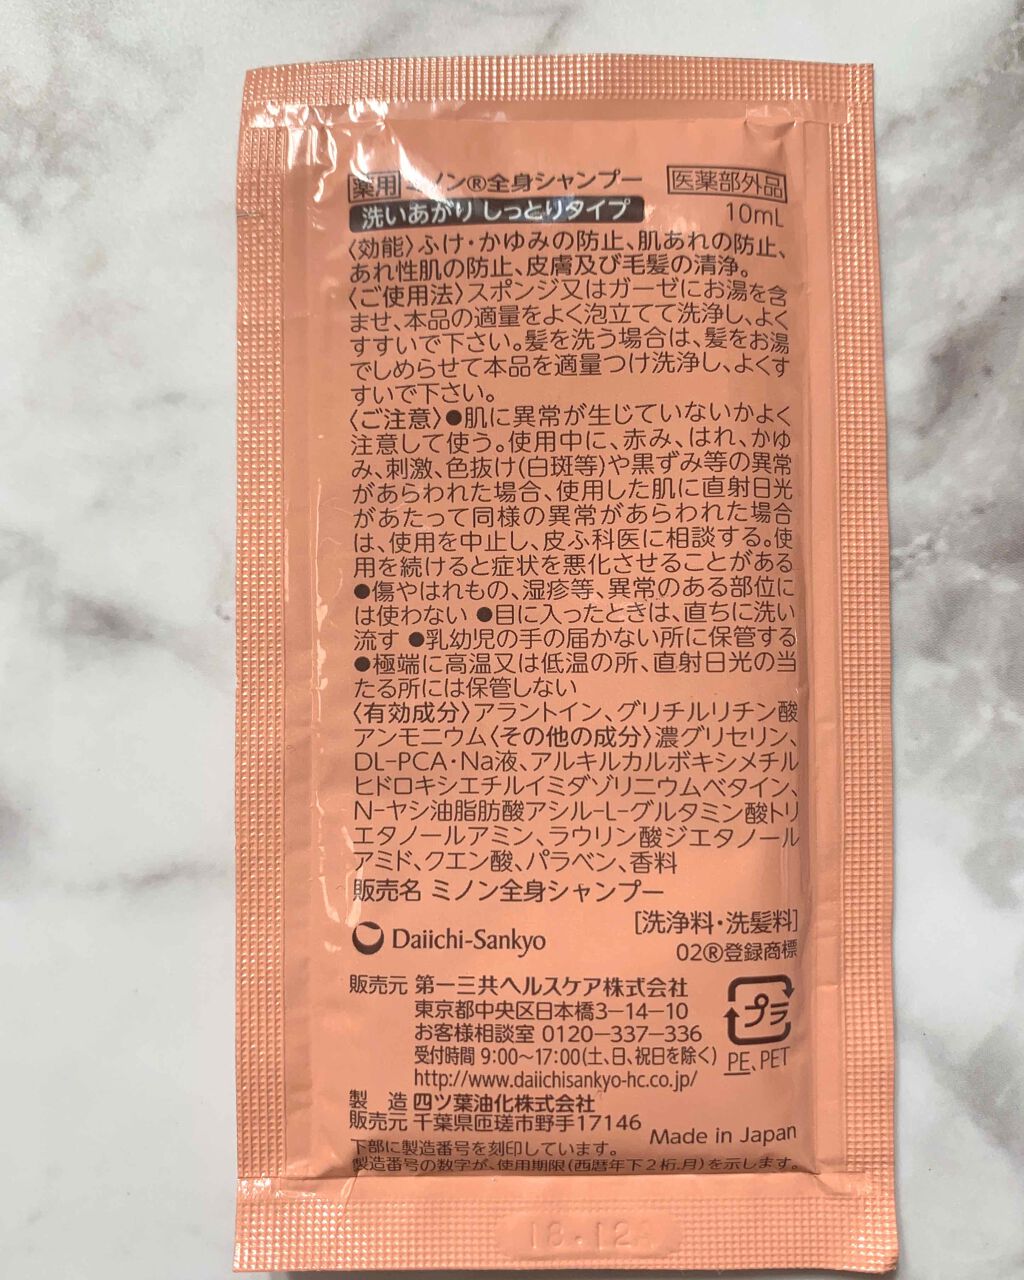 薬用 ミノン®全身シャンプー 医薬部外品
洗いあがり しっとりタイプ 10mL
〈効能〉ふけ・かゆみの防止、肌あれの防止、
あれ性肌の防止、皮膚及び毛髪の清浄。
〈ご使用法〉スポンジ又はガーゼにお湯を含
ませ、本品の適量をよく泡立てて洗浄し、よく
すすいで下さい。髪を洗う場合は、髪をお湯
でしめらせて本品を適量つけ洗浄し、よくす
すいで下さい。
〈ご注意〉●肌に異常が生じていないかよく
注意して使う。使用中に、赤み、はれ、かゆ
み、刺激、色抜け(白斑等)や黒ずみ等の異常
があらわれた場合、使用した肌に直射日光
があたって同様の異常があらわれた場合
は、使用を中止し、皮ふ科医に相談する。使
用を続けると症状を悪化させることがある
●傷やはれもの、湿疹等、異常のある部位に
は使わない ●目に入ったときは、直ちに洗い
流す ●乳幼児の手の届かない所に保管する
●極端に高温又は低温の所、直射日光の当
たる所には保管しない
〈有効成分〉アラントイン、グリチルリチン酸
アンモニウム〈その他の成分〉濃グリセリン、
DL-PCA・Na液、アルキルカルボキシメチル
ヒドロキシエチルイミダゾリニウムベタイン、
N-ヤシ油脂肪酸アシル-L-グルタミン酸トリ
エタノールアミン、ラウリン酸ジエタノール
アミド、クエン酸、パラベン、香料
販売名 ミノン全身シャンプー
[洗浄料・洗髪料]
Daiichi-Sankyo 02®登録商標
販売元 第一三共ヘルスケア株式会社
東京都中央区日本橋3-14-10
お客様相談室 0120-337-336
受付時間 9:00～17:00(土、日、祝日を除く)
http://www.daiichisankyo-hc.co.jp/
プラ
PE、PET
製 造 四ツ葉油化株式会社
販売元 千葉県匝瑳市野手17146
Made in Japan
下部に製造番号を刻印しています。
製造番号の数字が、使用期限(西暦年下2桁.月)を示します。
18.12A